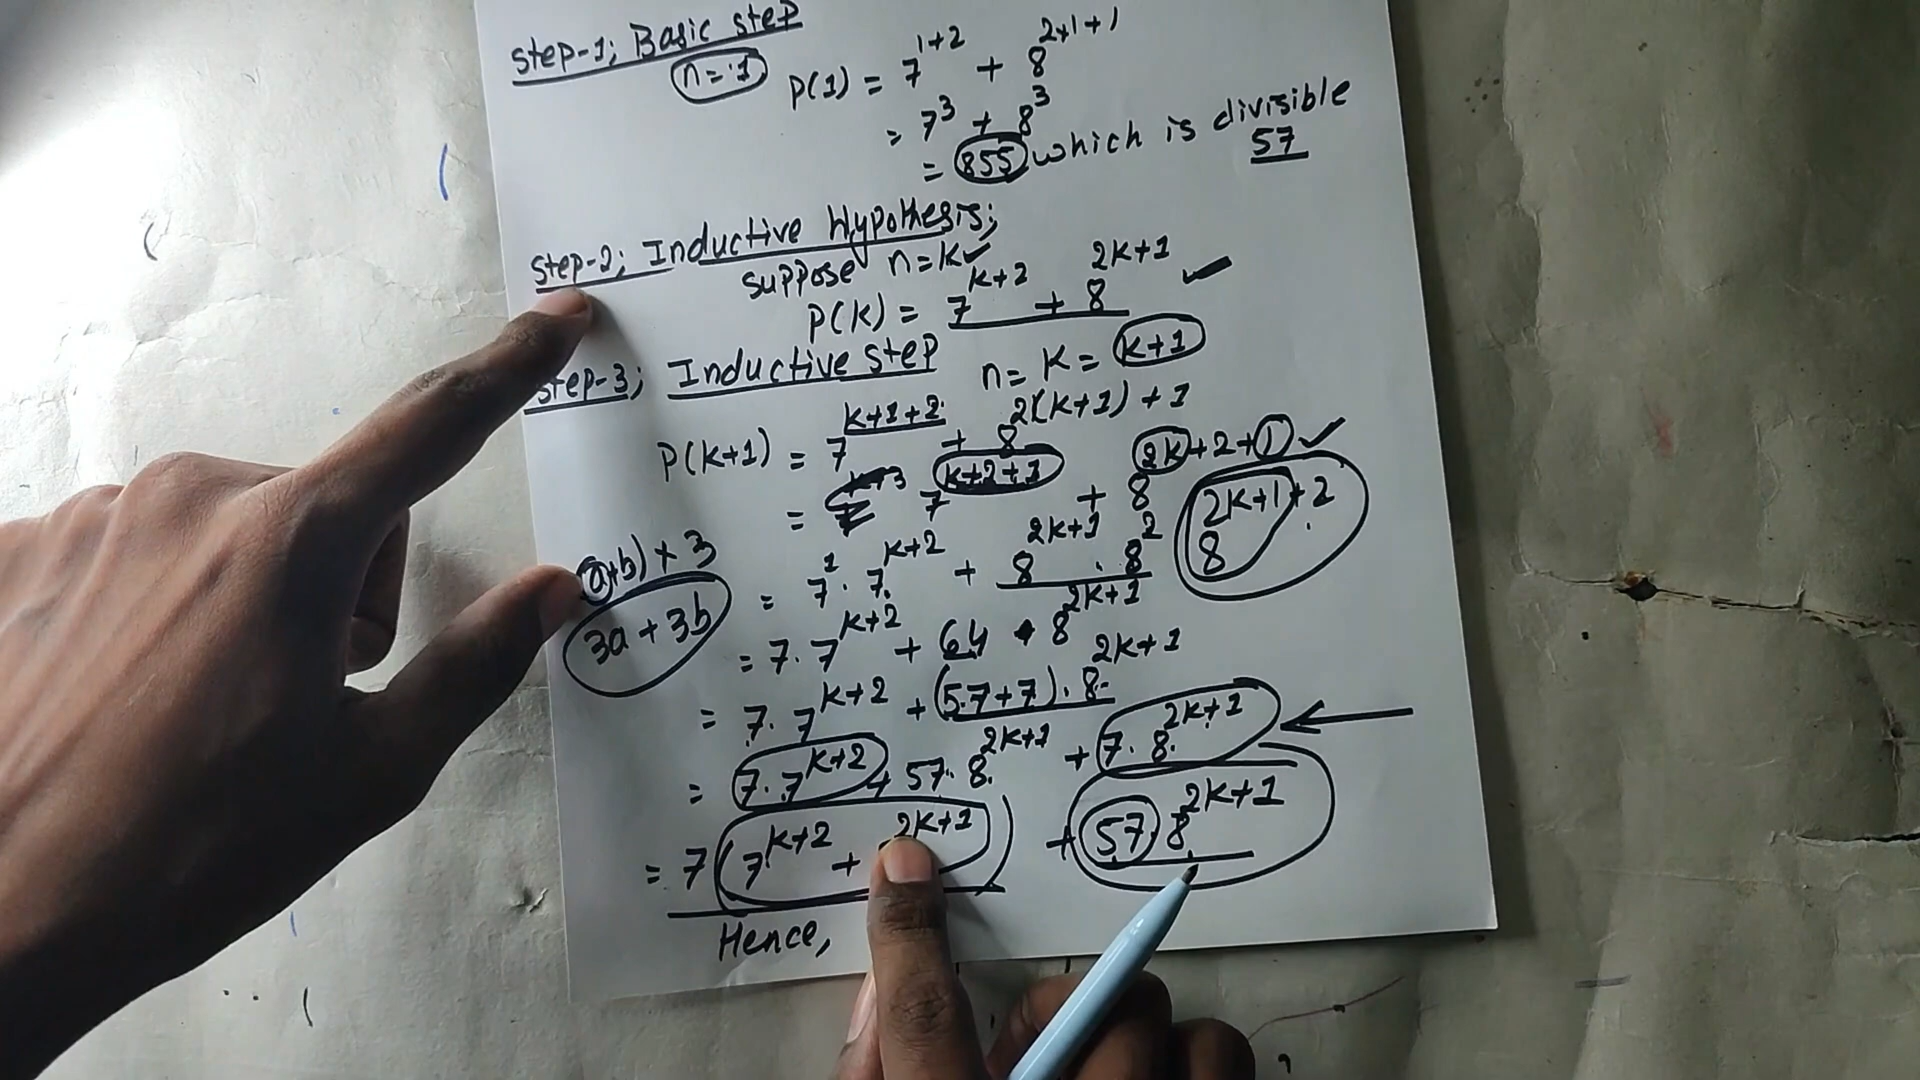 Step-1; Basic step
n=1
P(1) = 7^{1+2} + 8^{2*1+1}
= 7^3 + 8^3
= 855 which is divisible
57
Step-2; Inductive Hypothesis;
suppose n=k ✓
P(k) = 7^{k+2} + 8^{2k+1} ✓
Step-3; Inductive step
n= k= k+1
P(k+1) = 7^{k+1+2} + 8^{2(k+1)+1}
= 7^{k+2+1} + 8^{2k+2+1} ✓
8^{2k+1+2}
a+b) × 3
3a + 3b
= 7^1 . 7^{k+2} + 8^{2k+1} . 8^2
= 7. 7^{k+2} + 64 . 8^{2k+1}
= 7. 7^{k+2} + (57+7) . 8^{2k+1}
= 7. 7^{k+2} + 57. 8^{2k+1} + 7. 8^{2k+1}
= 7 (7^{k+2} + ^{2k+1}) + 57. 8^{2k+1}
Hence,